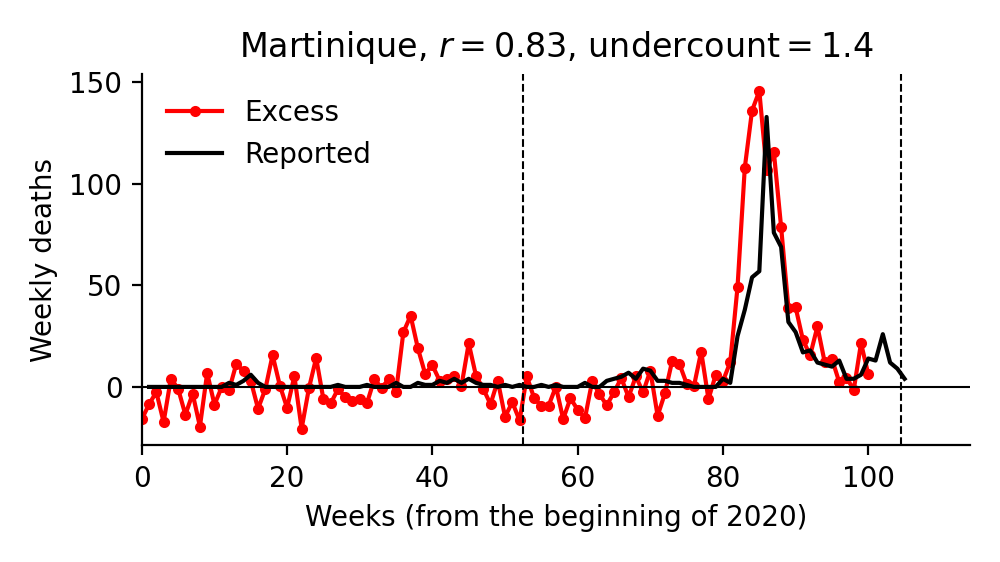 Martinique, r = 0.83, undercount = 1.4
Excess
Reported
Weekly deaths
150
100
50
0
0 20 40 60 80 100
Weeks (from the beginning of 2020)